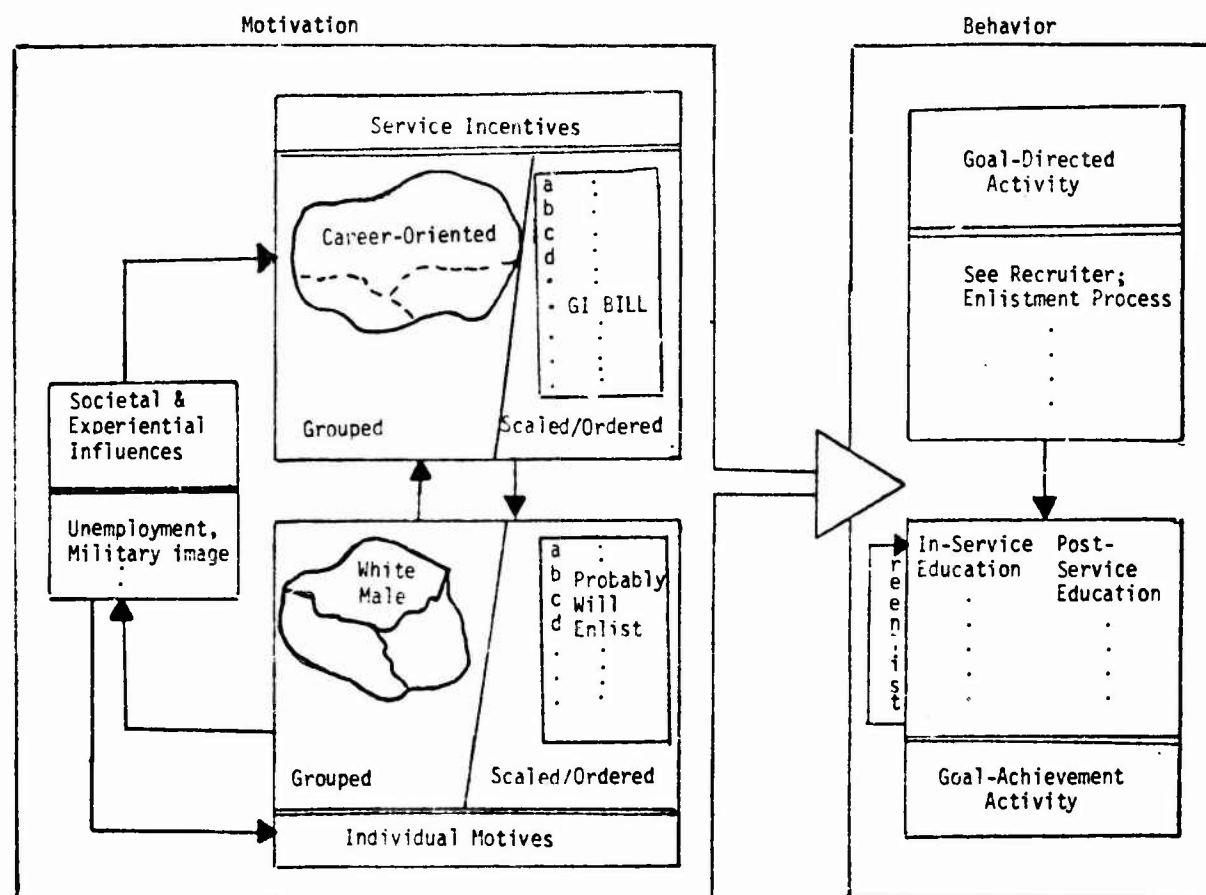 Motivation
Behavior
Service Incentives
Career-Oriented
a
b
c
d
GI BILL
Grouped
Scaled/Ordered
Societal &
Experiential
Influences
Unemployment,
Military image
White
Male
a
b Probably
c Will
d Enlist
Grouped
Scaled/Ordered
Individual Motives
Goal-Directed
Activity
See Recruiter;
Enlistment Process
reenlist
In-Service
Education
Post-
Service
Education
Goal-Achievement
Activity